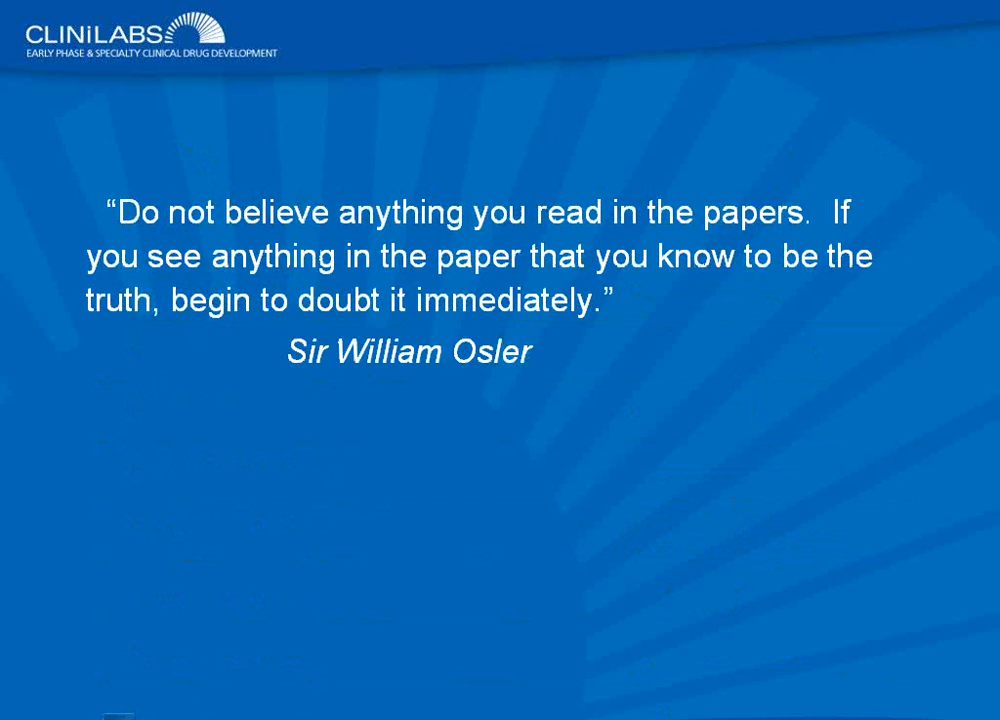 CLINiLABS
EARLY PHASE & SPECIALTY CLINICAL DRUG DEVELOPMENT
“Do not believe anything you read in the papers.  If
you see anything in the paper that you know to be the
truth, begin to doubt it immediately.”
Sir William Osler